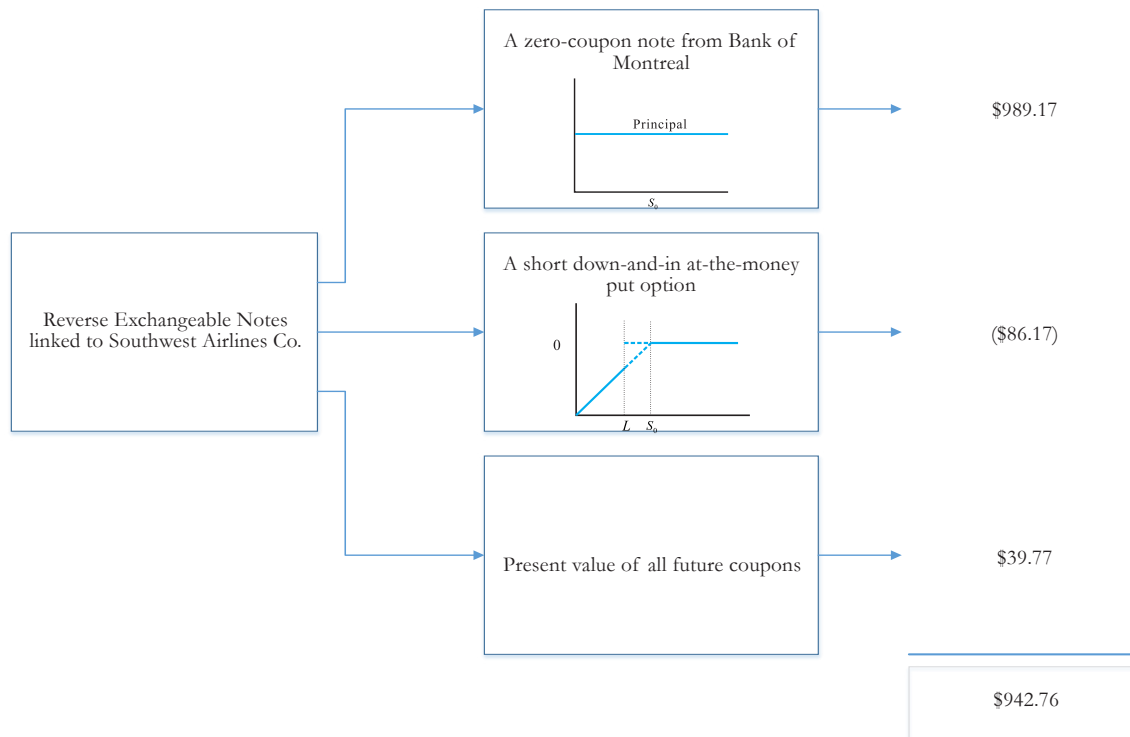 A zero-coupon note from Bank of
Montreal
Principal
S₀
$989.17
Reverse Exchangeable Notes
linked to Southwest Airlines Co.
A short down-and-in at-the-money
put option
0
L
S₀
($86.17)
Present value of all future coupons
$39.77
$942.76